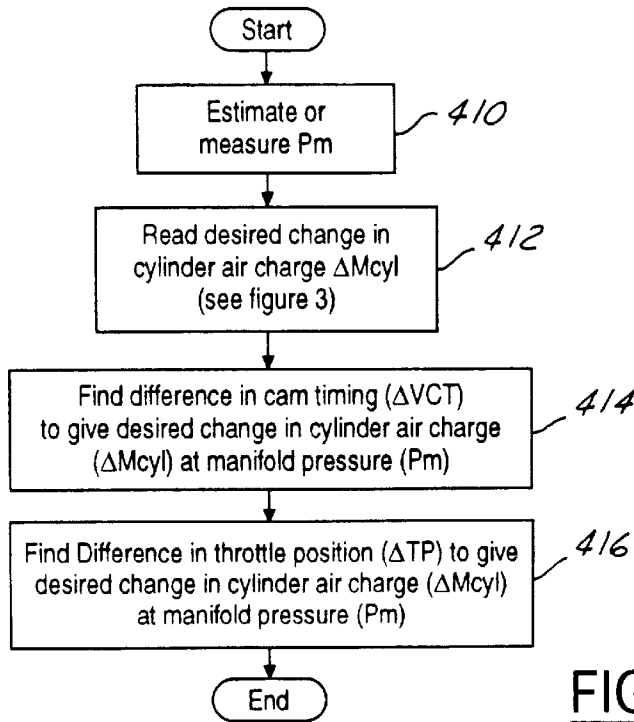 Start
Estimate or
measure Pm
410
Read desired change in
cylinder air charge ΔMcyl
(see figure 3)
412
Find difference in cam timing (ΔVCT)
to give desired change in cylinder air charge
(ΔMcyl) at manifold pressure (Pm)
414
Find Difference in throttle position (ΔTP) to give
desired change in cylinder air charge (ΔMcyl)
at manifold pressure (Pm)
416
End
FIG